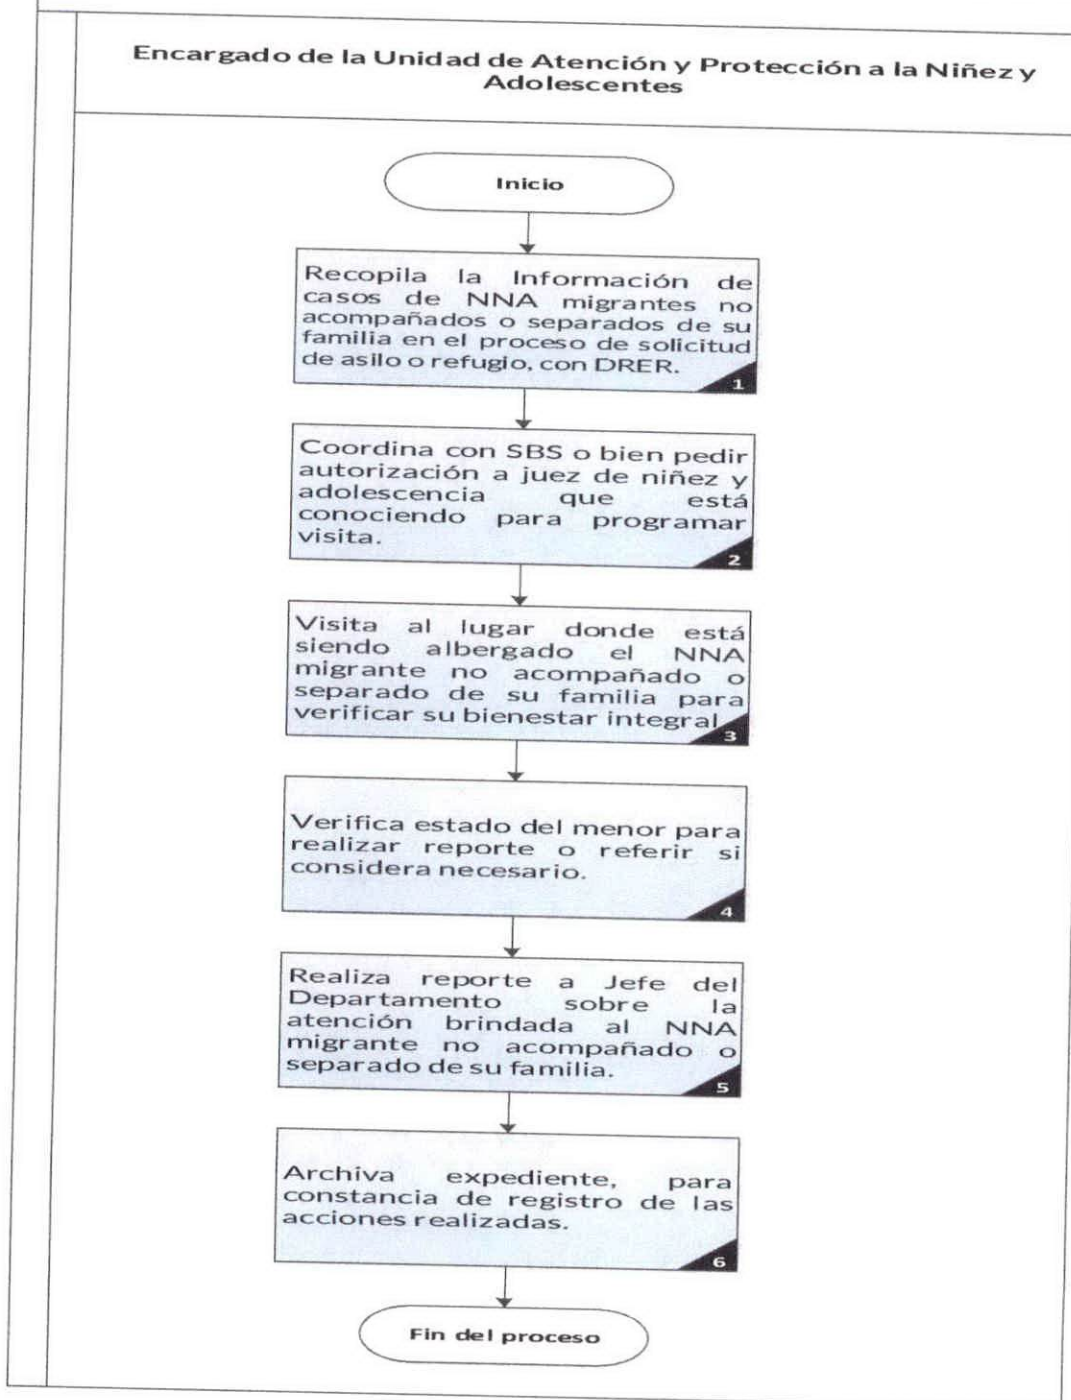 Encargado de la Unidad de Atención y Protección a la Niñez y
Adolescentes
Inicio
Recopila la Información de
casos de NNA migrantes no
acompañados o separados de su
familia en el proceso de solicitud
de asilo o refugio, con DRER.
1
Coordina con SBS o bien pedir
autorización a juez de niñez y
adolescencia que está
conociendo para programar
visita.
2
Visita al lugar donde está
siendo albergado el NNA
migrante no acompañado o
separado de su familia para
verificar su bienestar integral
3
Verifica estado del menor para
realizar reporte o referir si
considera necesario.
4
Realiza reporte a Jefe del
Departamento sobre la
atención brindada al NNA
migrante no acompañado o
separado de su familia.
5
Archiva expediente, para
constancia de registro de las
acciones realizadas.
6
Fin del proceso